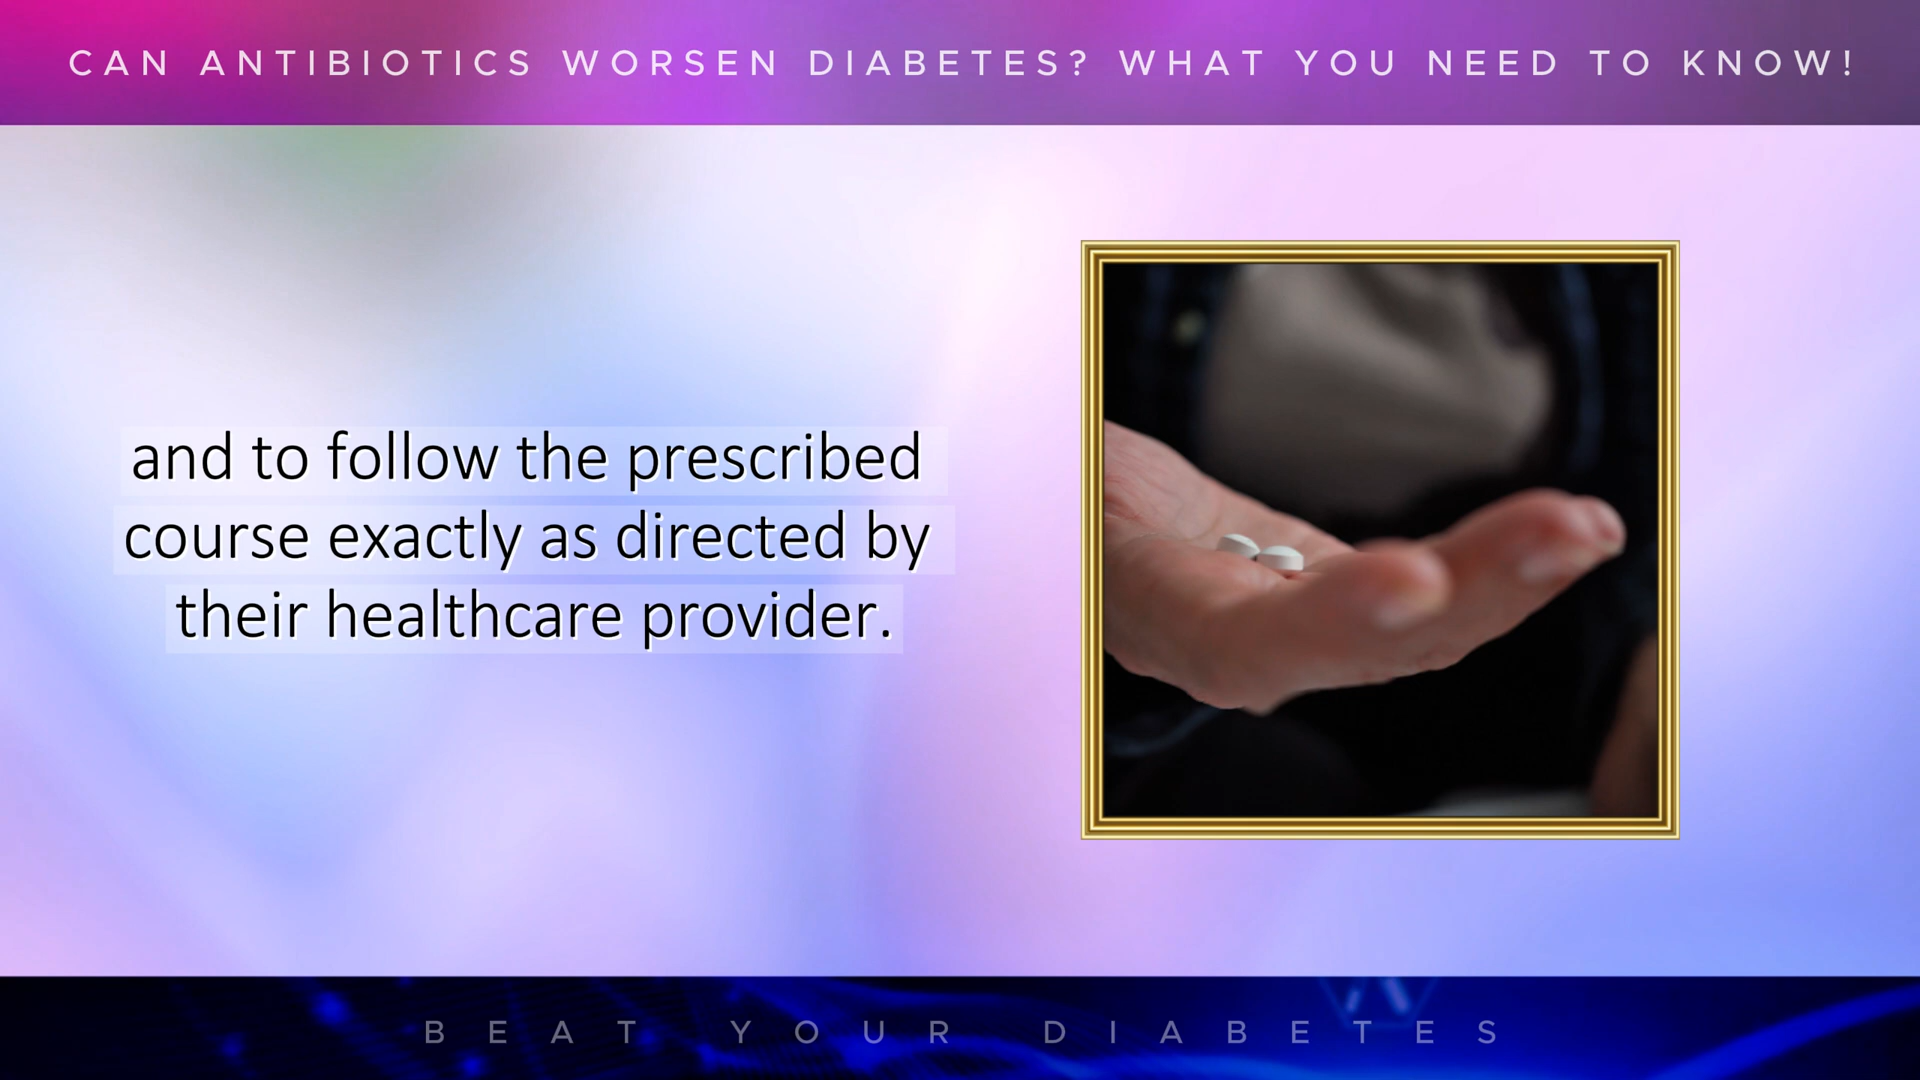 CAN ANTIBIOTICS WORSEN DIABETES? WHAT YOU NEED TO KNOW!
and to follow the prescribed
course exactly as directed by
their healthcare provider.
BEAT YOUR DIABETES